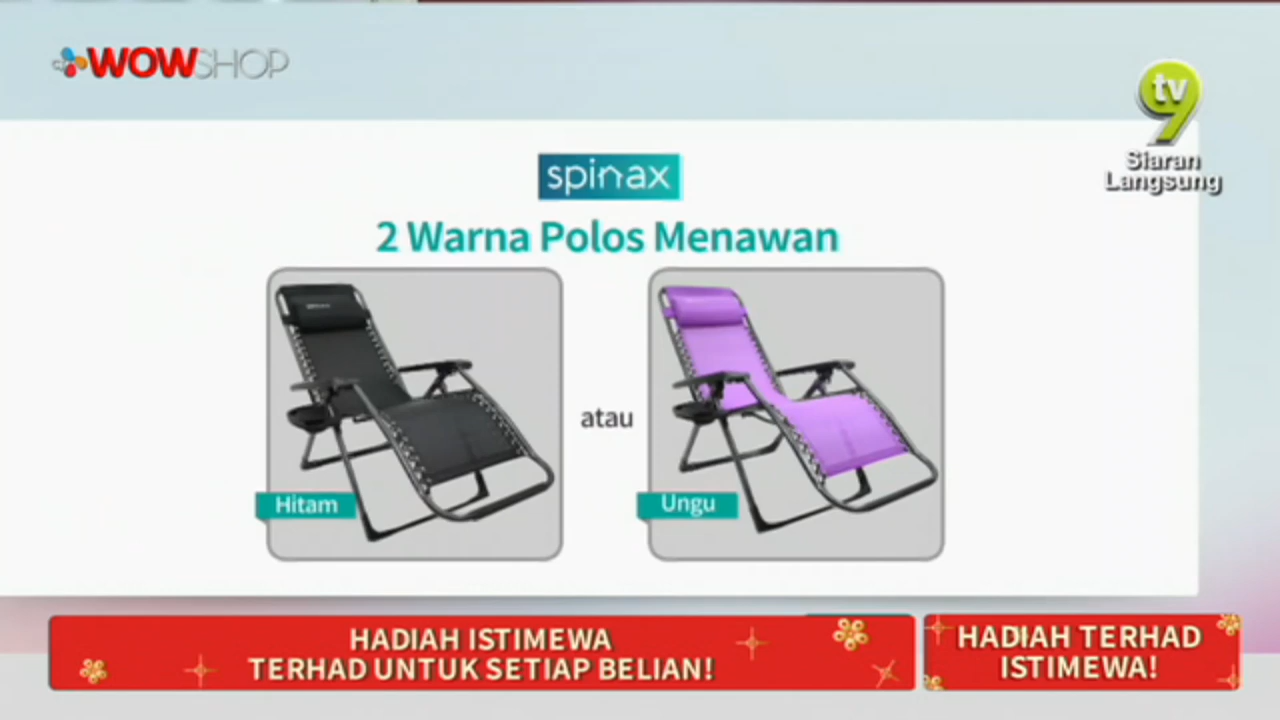 WOWSHOP
tv9
Siaran
Langsung
spinax
2 Warna Polos Menawan
atau
Hitam
Ungu
HADIAH ISTIMEWA
TERHAD UNTUK SETIAP BELIAN!
HADIAH TERHAD
ISTIMEWA!